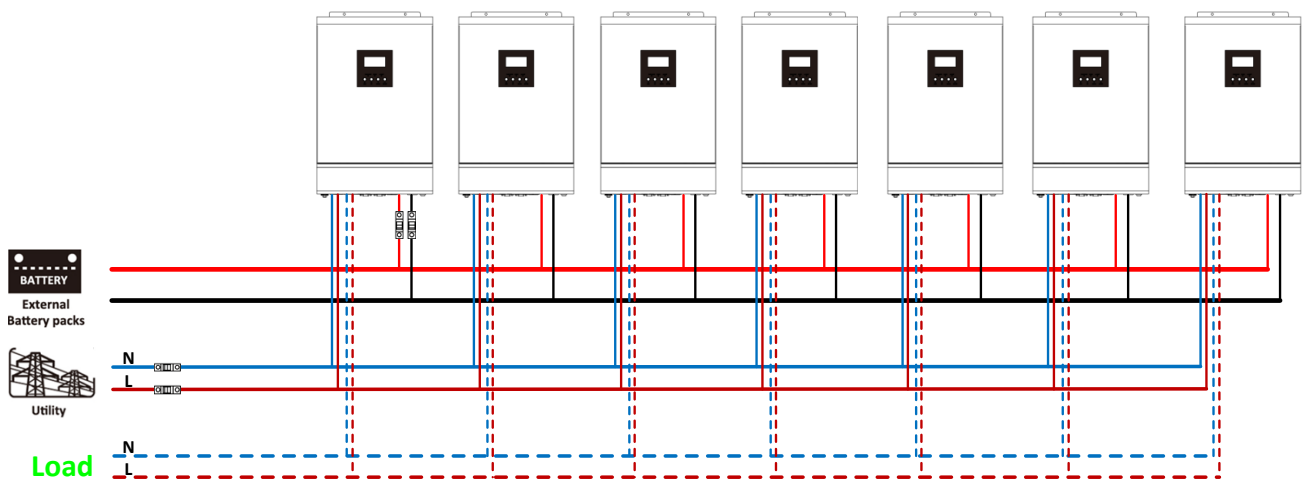 BATTERY
External
Battery packs
N
L
Utility
N
L
Load